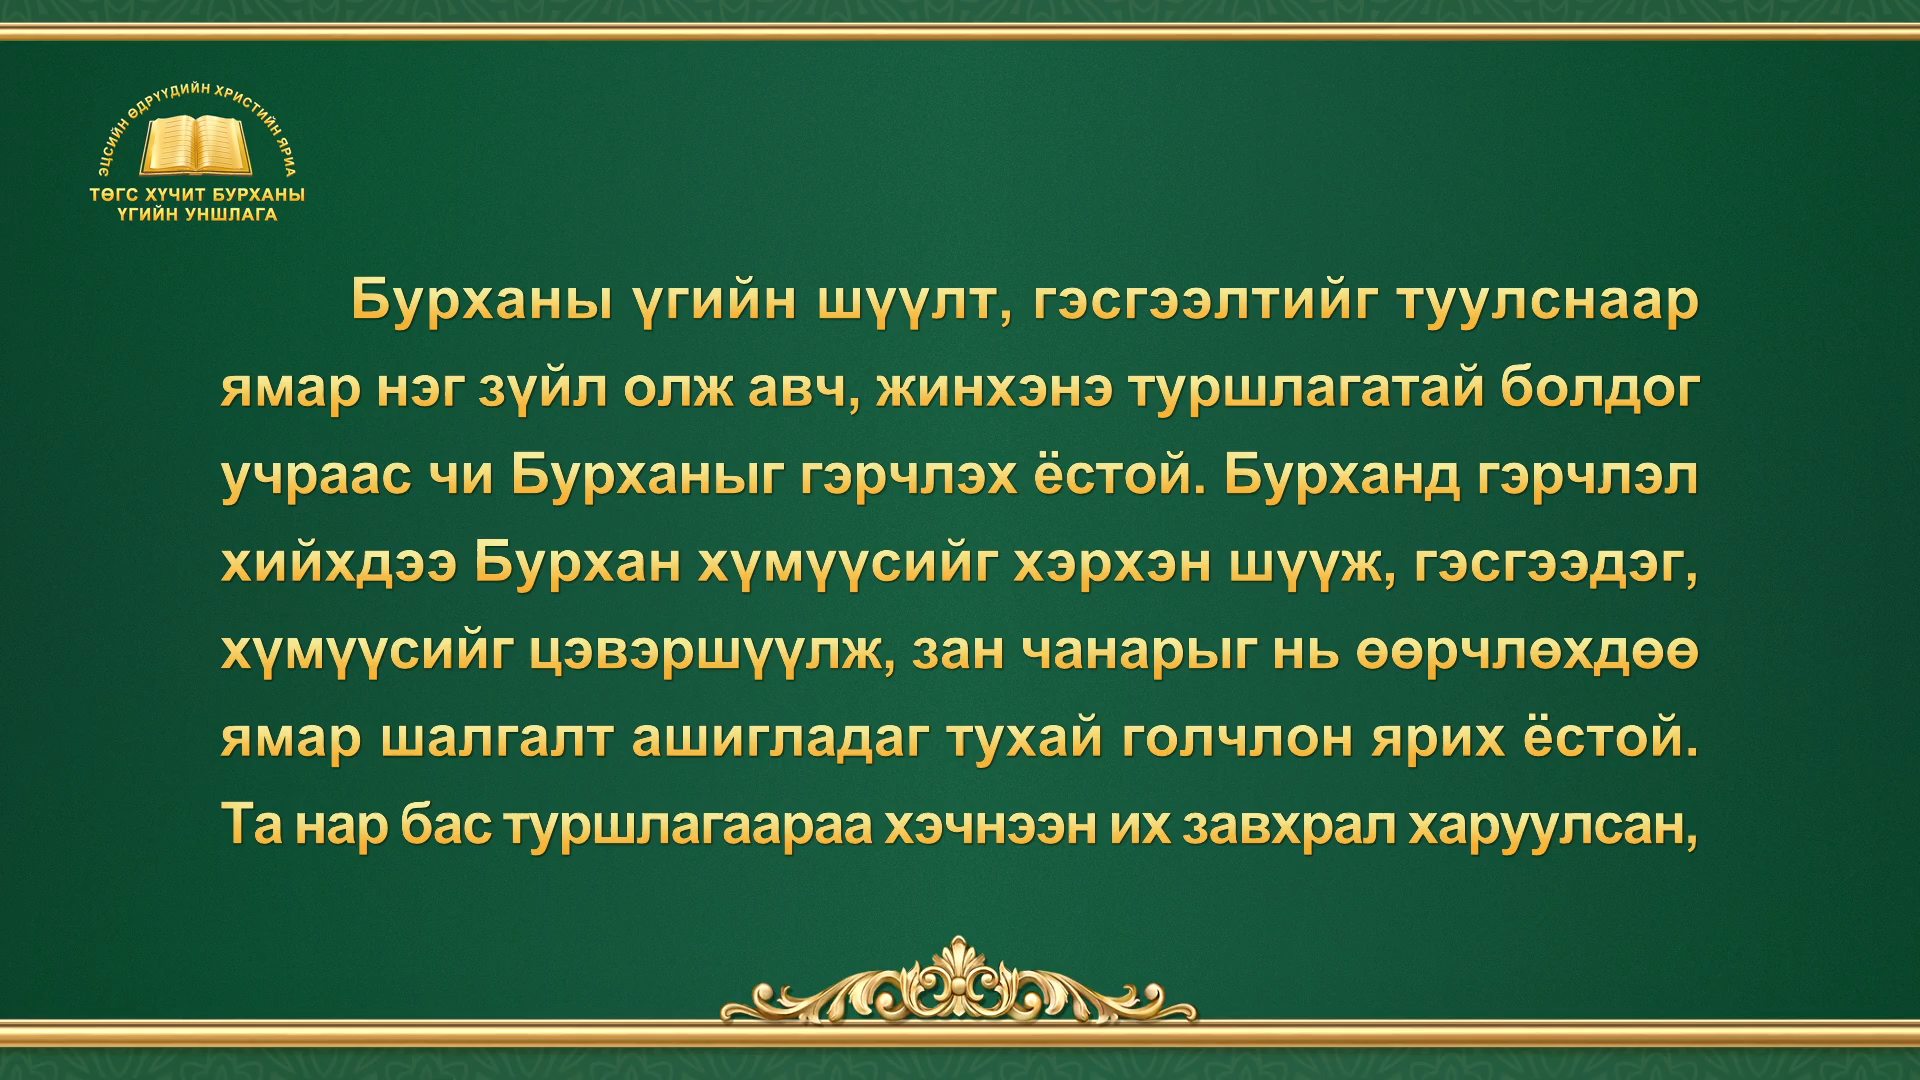 ЭЦСИЙН ӨДРҮҮДИЙН ХРИСТИЙН ЯРИА
ТӨГС ХҮЧИТ БУРХАНЫ
ҮГИЙН УНШЛАГА
Бурханы үгийн шүүлт, гэсгээлтийг туулснаар
ямар нэг зүйл олж авч, жинхэнэ туршлагатай болдог
учраас чи Бурханыг гэрчлэх ёстой. Бурханд гэрчлэл
хийхдээ Бурхан хүмүүсийг хэрхэн шүүж, гэсгээдэг,
хүмүүсийг цэвэршүүлж, зан чанарыг нь өөрчлөхдөө
ямар шалгалт ашигладаг тухай голчлон ярих ёстой.
Та нар бас туршлагаараа хэчнээн их завхрал харуулсан,